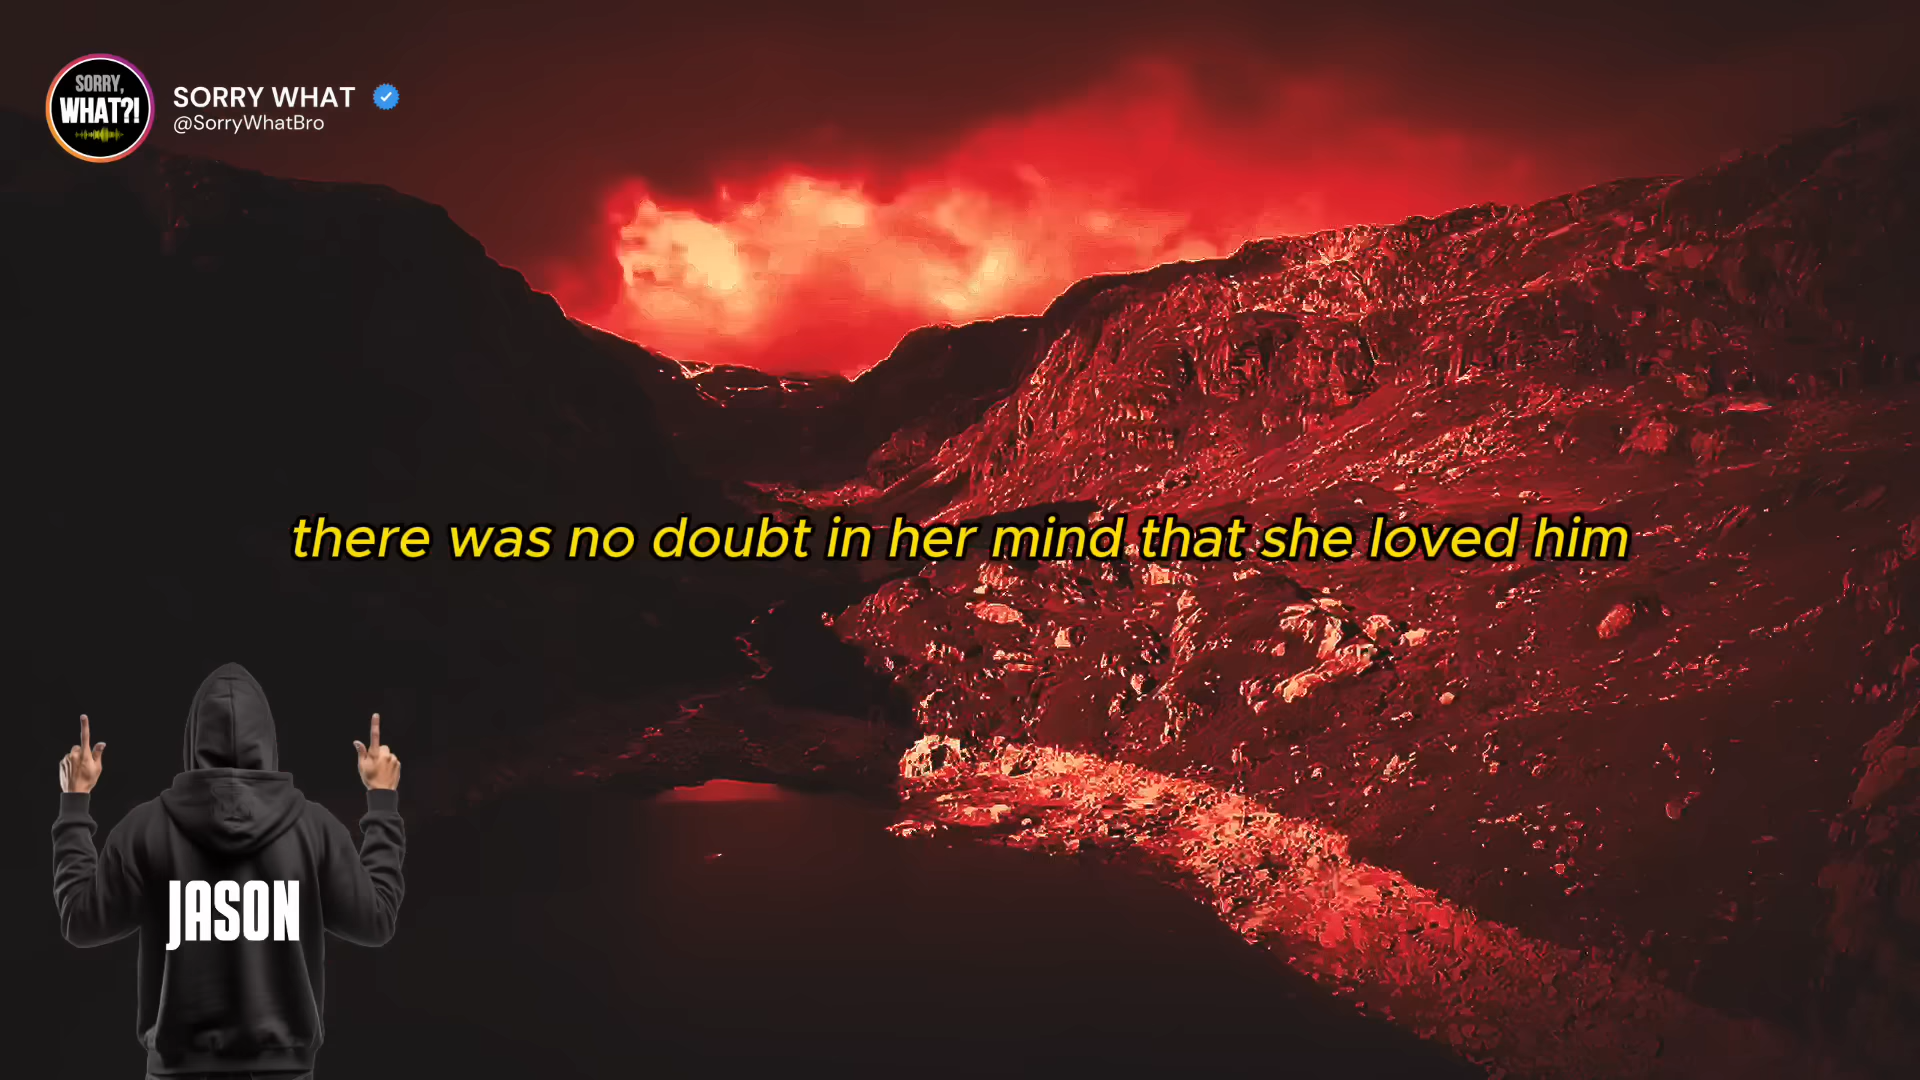 SORRY,
WHAT?!
SORRY WHAT
@SorryWhatBro
there was no doubt in her mind that she loved him
JASON